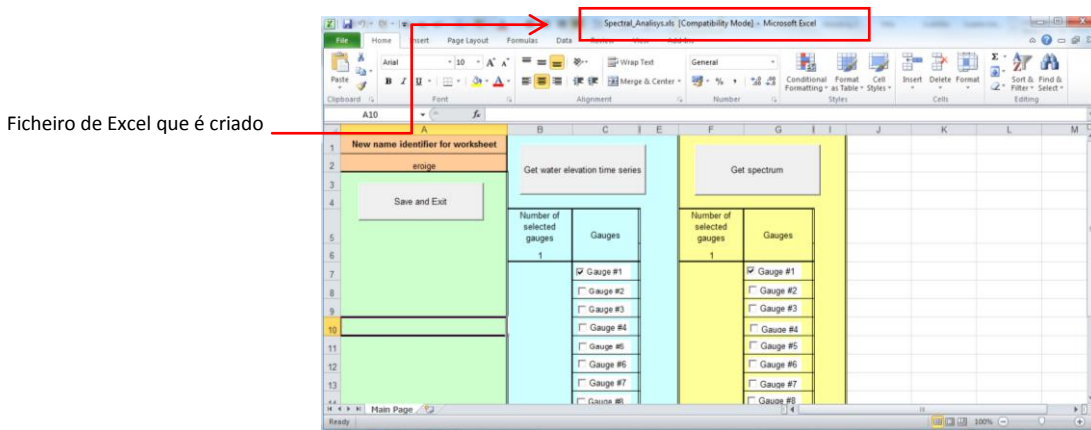 Spectral_Analisys.xls [Compatibility Mode] - Microsoft Excel
File Home Insert Page Layout Formulas Data Review View Add-Ins
Arial 10 Wrap Text General
Paste B I U Merge & Center % Conditional Formatting Format as Table Cell Styles Insert Delete Format Sort & Filter Find & Select
Clipboard Font Alignment Number Styles Cells Editing
Ficheiro de Excel que é criado
A10 fx
A B C E F G I J K L M
1 New name identifier for worksheet
2 eroige Get water elevation time series Get spectrum
3
4 Save and Exit
5 Number of selected gauges Gauges Number of selected gauges Gauges
6 1 1
7 Gauge #1 Gauge #1
8 Gauge #2 Gauge #2
9 Gauge #3 Gauge #3
10 Gauge #4 Gauge #4
11 Gauge #5 Gauge #5
12 Gauge #6 Gauge #6
13 Gauge #7 Gauge #7
Gauge #8 Gauge #8
Main Page
Ready 100%